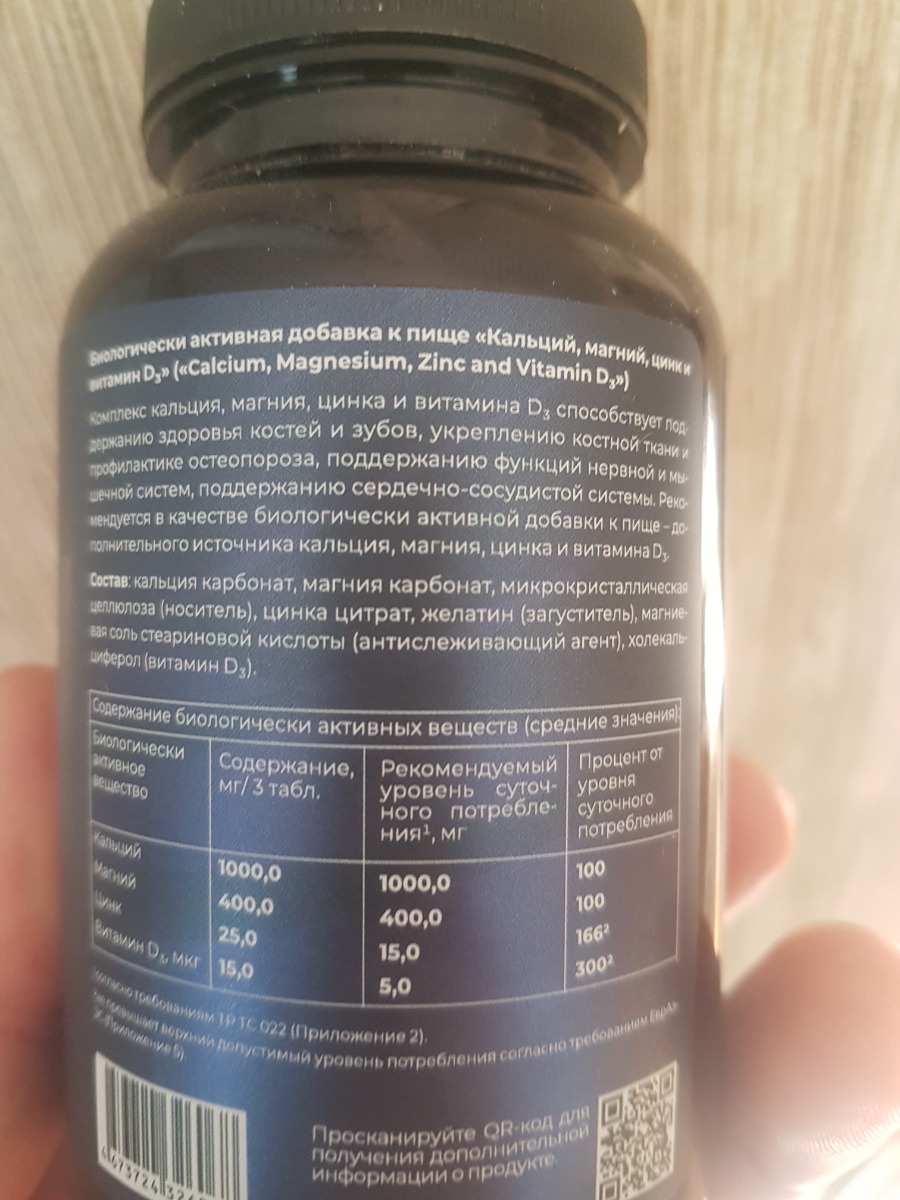 Биологически активная добавка к пище «Кальций, магний, цинк и
витамин D₃» («Calcium, Magnesium, Zinc and Vitamin D₃»)
Комплекс кальция, магния, цинка и витамина D₃ способствует под-
держанию здоровья костей и зубов, укреплению костной ткани и
профилактике остеопороза, поддержанию функций нервной и мы-
шечной систем, поддержанию сердечно-сосудистой системы. Реко-
мендуется в качестве биологически активной добавки к пище – до-
полнительного источника кальция, магния, цинка и витамина D₃.
Состав: кальция карбонат, магния карбонат, микрокристаллическая
целлюлоза (носитель), цинка цитрат, желатин (загуститель), магние-
вая соль стеариновой кислоты (антислеживающий агент), холекаль-
циферол (витамин D₃).
Содержание биологически активных веществ (средние значения)
Биологически активное вещество | Содержание, мг/ 3 табл. | Рекомендуемый уровень суточ-ного потребле-ния¹, мг | Процент от уровня суточного потребления
Кальций 1000,0 1000,0 100
Магний 400,0 400,0 100
Цинк 25,0 15,0 166²
Витамин D₃, мкг 15,0 5,0 300²
согласно требованиям ТР ТС 022 (Приложение 2).
не превышает верхний допустимый уровень потребления согласно требованиям ЕврАз-
ЭС (Приложение 5).
Просканируйте QR-код для
получения дополнительной
информации о продукте.